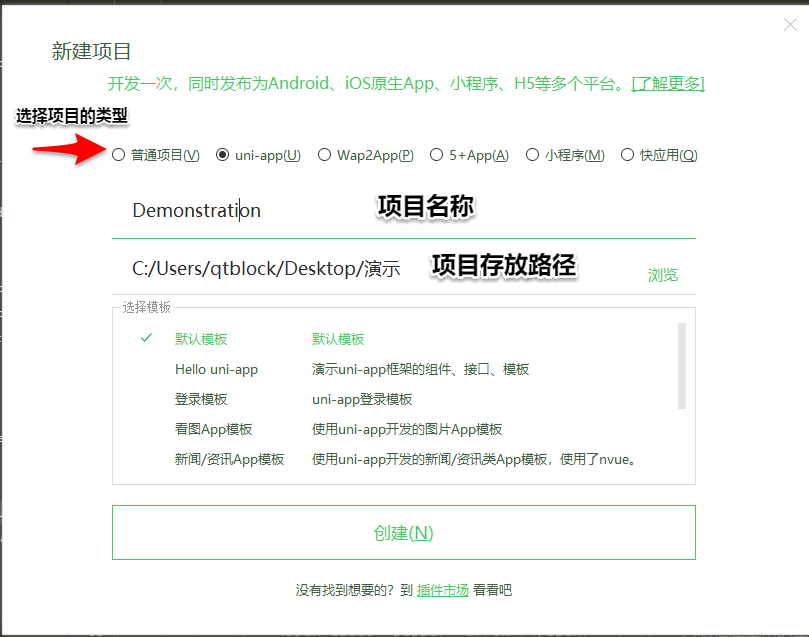 新建项目
开发一次，同时发布为Android、iOS原生App、小程序、H5等多个平台。[了解更多]
选择项目的类型
普通项目(V) uni-app(U) Wap2App(P) 5+App(A) 小程序(M) 快应用(Q)
Demonstration 项目名称
C:/Users/qtblock/Desktop/演示 项目存放路径 浏览
选择模板
默认模板 默认模板
Hello uni-app 演示uni-app框架的组件、接口、模板
登录模板 uni-app登录模板
看图App模板 使用uni-app开发的图片App模板
新闻/资讯App模板 使用uni-app开发的新闻/资讯类App模板，使用了nvue。
创建(N)
没有找到想要的？到 插件市场 看看吧